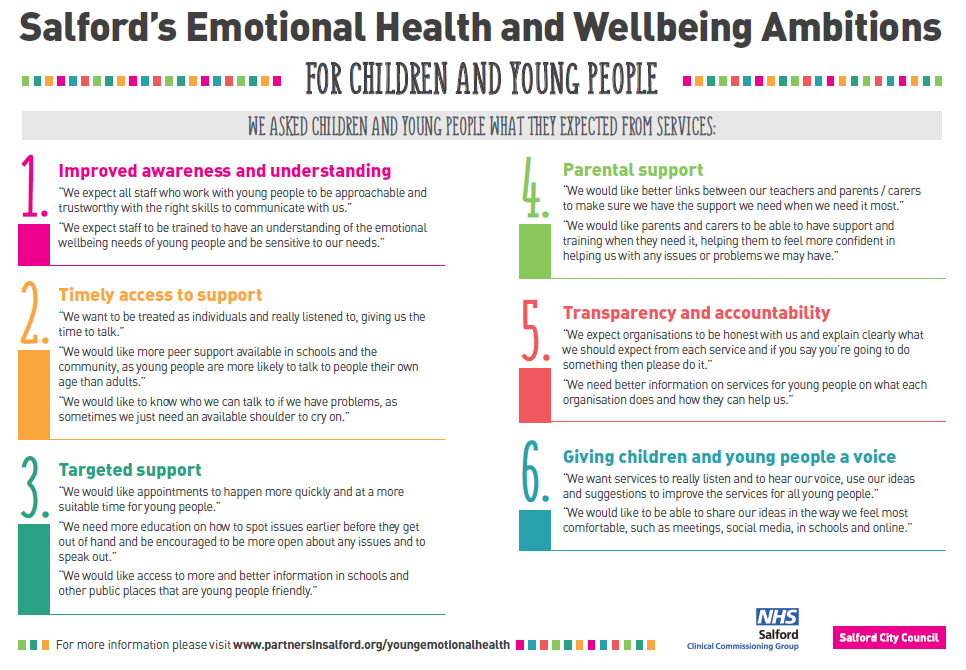 Salford’s Emotional Health and Wellbeing Ambitions
FOR CHILDREN AND YOUNG PEOPLE
WE ASKED CHILDREN AND YOUNG PEOPLE WHAT THEY EXPECTED FROM SERVICES:
1.
Improved awareness and understanding
“We expect all staff who work with young people to be approachable and
trustworthy with the right skills to communicate with us.”
“We expect staff to be trained to have an understanding of the emotional
wellbeing needs of young people and be sensitive to our needs.”
2.
Timely access to support
“We want to be treated as individuals and really listened to, giving us the
time to talk.”
“We would like more peer support available in schools and the
community, as young people are more likely to talk to people their own
age than adults.”
“We would like to know who we can talk to if we have problems, as
sometimes we just need an available shoulder to cry on.”
3.
Targeted support
“We would like appointments to happen more quickly and at a more
suitable time for young people.”
“We need more education on how to spot issues earlier before they get
out of hand and be encouraged to be more open about any issues and to
speak out.”
“We would like access to more and better information in schools and
other public places that are young people friendly.”
4.
Parental support
“We would like better links between our teachers and parents / carers
to make sure we have the support we need when we need it most.”
“We would like parents and carers to be able to have support and
training when they need it, helping them to feel more confident in
helping us with any issues or problems we may have.”
5.
Transparency and accountability
“We expect organisations to be honest with us and explain clearly what
we should expect from each service and if you say you’re going to do
something then please do it.”
“We need better information on services for young people on what each
organisation does and how they can help us.”
6.
Giving children and young people a voice
“We want services to really listen and to hear our voice, use our ideas
and suggestions to improve the services for all young people.”
“We would like to be able to share our ideas in the way we feel most
comfortable, such as meetings, social media, in schools and online.”
For more information please visit www.partnersinsalford.org/youngemotionalhealth
NHS
Salford
Clinical Commissioning Group
Salford City Council